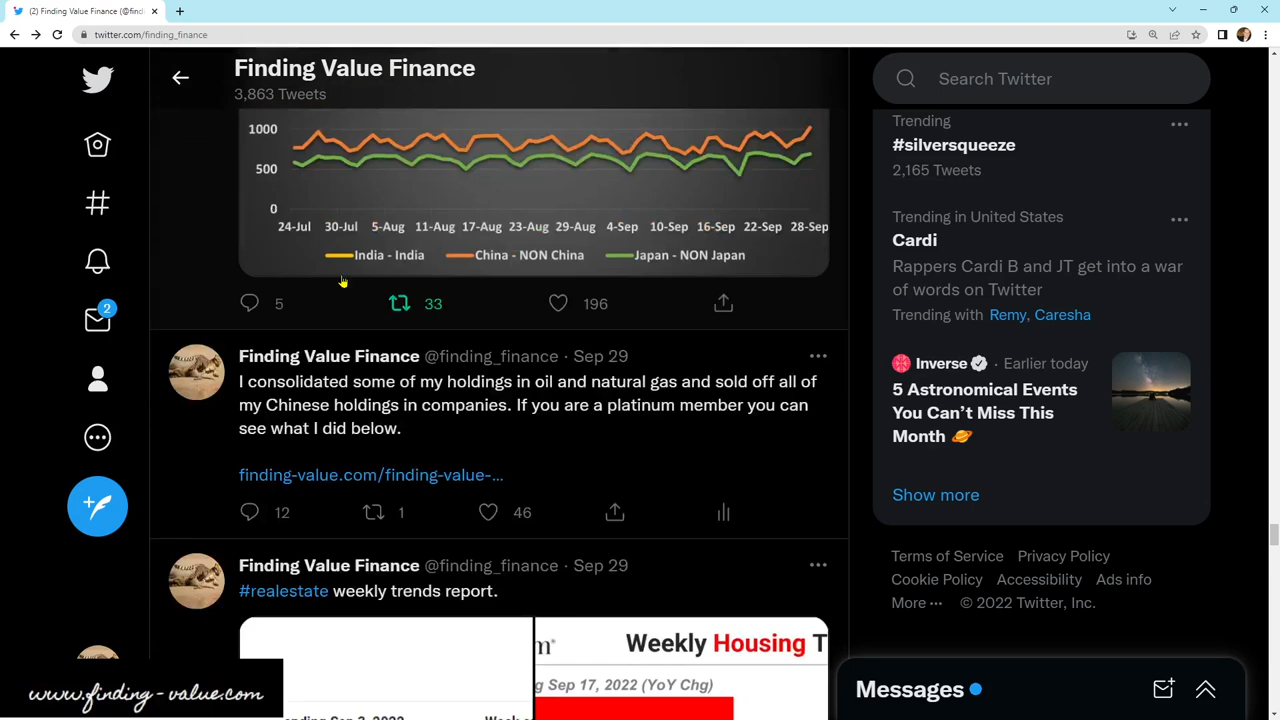 (2) Finding Value Finance (@find
twitter.com/finding_finance
Finding Value Finance
3,863 Tweets
1000
500
0
24-Jul 30-Jul 5-Aug 11-Aug 17-Aug 23-Aug 29-Aug 4-Sep 10-Sep 16-Sep 22-Sep 28-Sep
India - India China - NON China Japan - NON Japan
5 33 196
Finding Value Finance @finding_finance · Sep 29
I consolidated some of my holdings in oil and natural gas and sold off all of
my Chinese holdings in companies. If you are a platinum member you can
see what I did below.
finding-value.com/finding-value-...
12 1 46
Finding Value Finance @finding_finance · Sep 29
#realestate weekly trends report.
m® Weekly Housing T
g Sep 17, 2022 (YoY Chg)
2
www.finding-value.com
Search Twitter
Trending
#silversqueeze
2,165 Tweets
Trending in United States
Cardi
Rappers Cardi B and JT get into a war
of words on Twitter
Trending with Remy, Caresha
Inverse · Earlier today
5 Astronomical Events
You Can't Miss This
Month 🪐
Show more
Terms of Service Privacy Policy
Cookie Policy Accessibility Ads info
More ··· © 2022 Twitter, Inc.
Messages